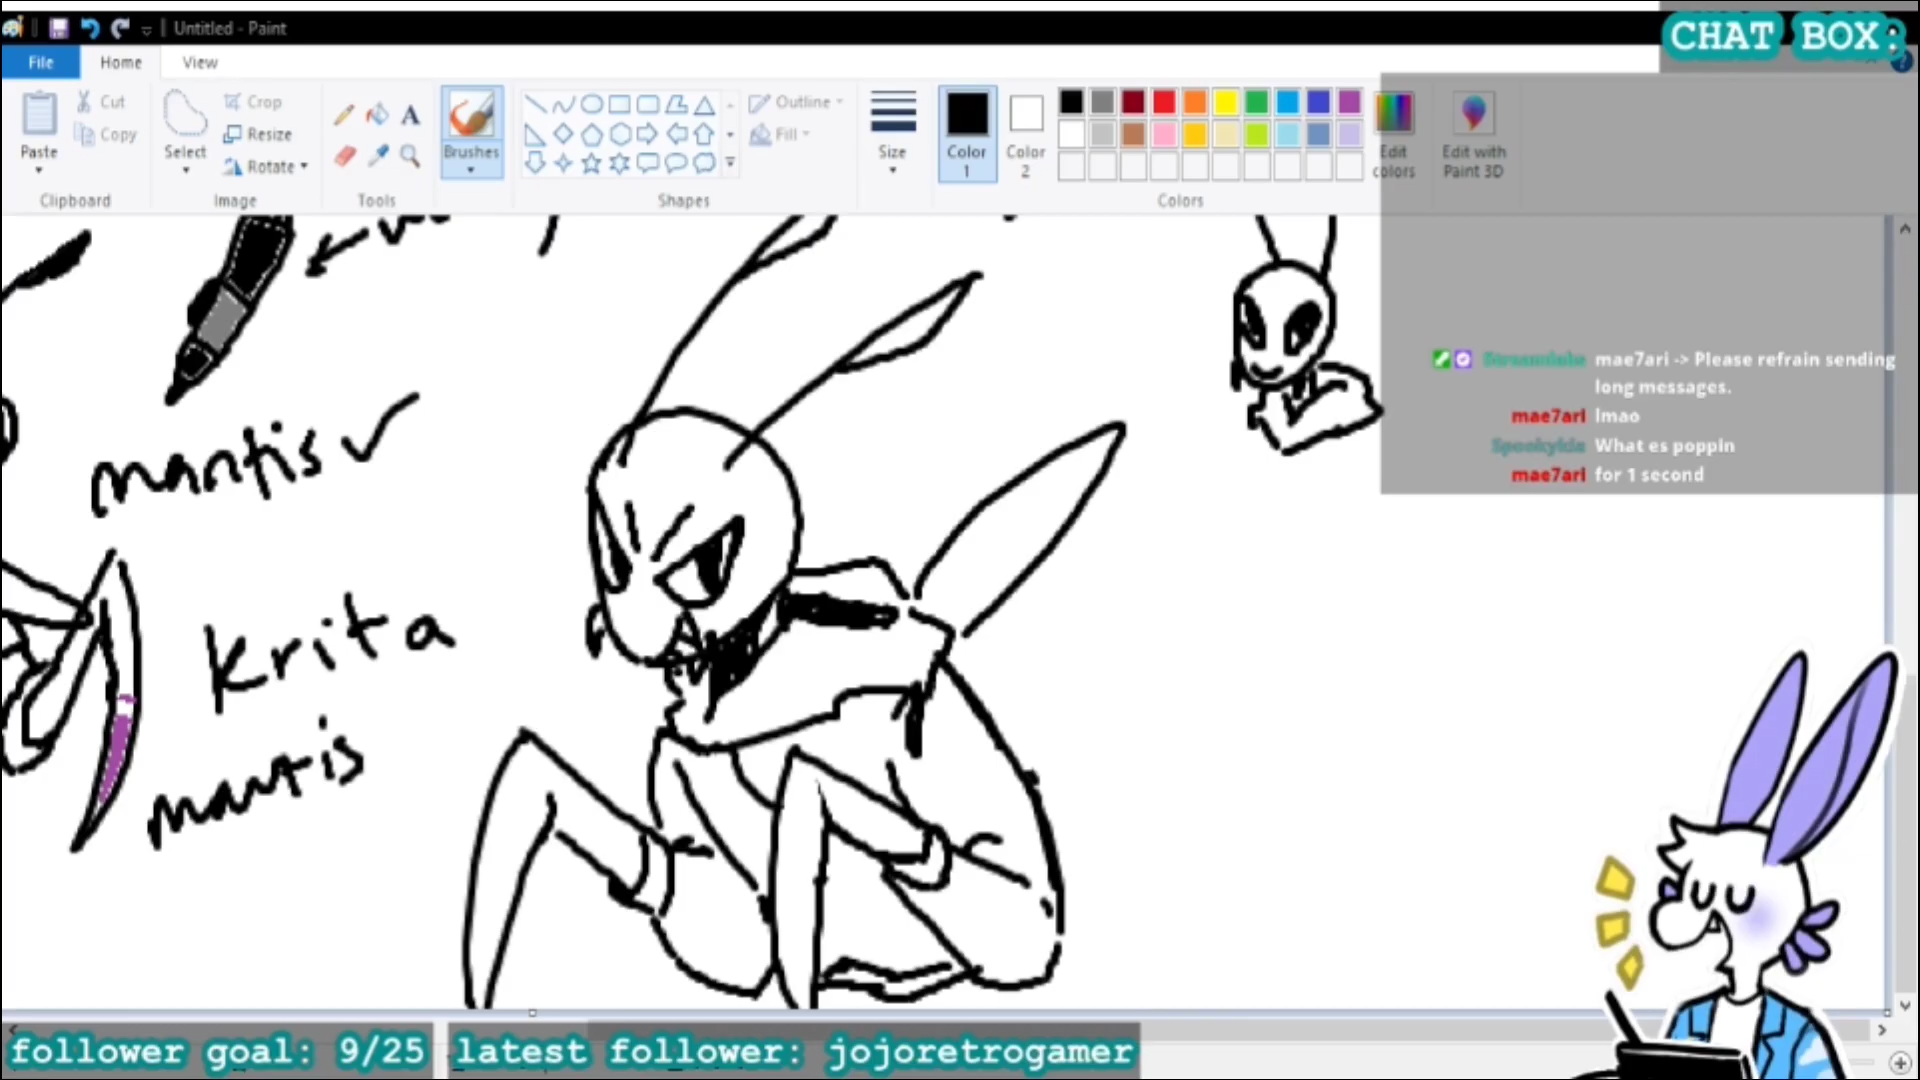 Untitled - Paint
CHAT BOX:
File Home View
Cut
Copy
Paste
Clipboard
Crop
Resize
Rotate
Select
Image
Tools
Brushes
Outline
Fill
Shapes
Size
Color 1
Color 2
Colors
Edit colors
Edit with Paint 3D
mae7ari -> Please refrain sending
long messages.
mae7ari lmao
What es poppin
mae7ari for 1 second
mantis
Krita
mantis
follower goal: 9/25 latest follower: jojoretrogamer